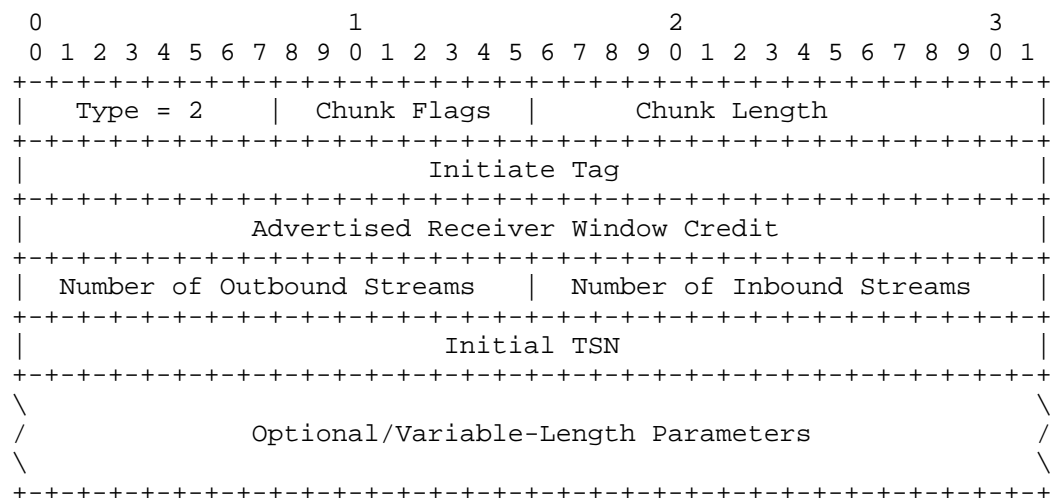 0                   1                   2                   3
 0 1 2 3 4 5 6 7 8 9 0 1 2 3 4 5 6 7 8 9 0 1 2 3 4 5 6 7 8 9 0 1
+-+-+-+-+-+-+-+-+-+-+-+-+-+-+-+-+-+-+-+-+-+-+-+-+-+-+-+-+-+-+-+-+
|   Type = 2    |  Chunk Flags  |      Chunk Length             |
+-+-+-+-+-+-+-+-+-+-+-+-+-+-+-+-+-+-+-+-+-+-+-+-+-+-+-+-+-+-+-+-+
|                         Initiate Tag                          |
+-+-+-+-+-+-+-+-+-+-+-+-+-+-+-+-+-+-+-+-+-+-+-+-+-+-+-+-+-+-+-+-+
|              Advertised Receiver Window Credit                |
+-+-+-+-+-+-+-+-+-+-+-+-+-+-+-+-+-+-+-+-+-+-+-+-+-+-+-+-+-+-+-+-+
|  Number of Outbound Streams   |  Number of Inbound Streams    |
+-+-+-+-+-+-+-+-+-+-+-+-+-+-+-+-+-+-+-+-+-+-+-+-+-+-+-+-+-+-+-+-+
|                          Initial TSN                          |
+-+-+-+-+-+-+-+-+-+-+-+-+-+-+-+-+-+-+-+-+-+-+-+-+-+-+-+-+-+-+-+-+
\                                                               \
/              Optional/Variable-Length Parameters              /
\                                                               \
+-+-+-+-+-+-+-+-+-+-+-+-+-+-+-+-+-+-+-+-+-+-+-+-+-+-+-+-+-+-+-+-+